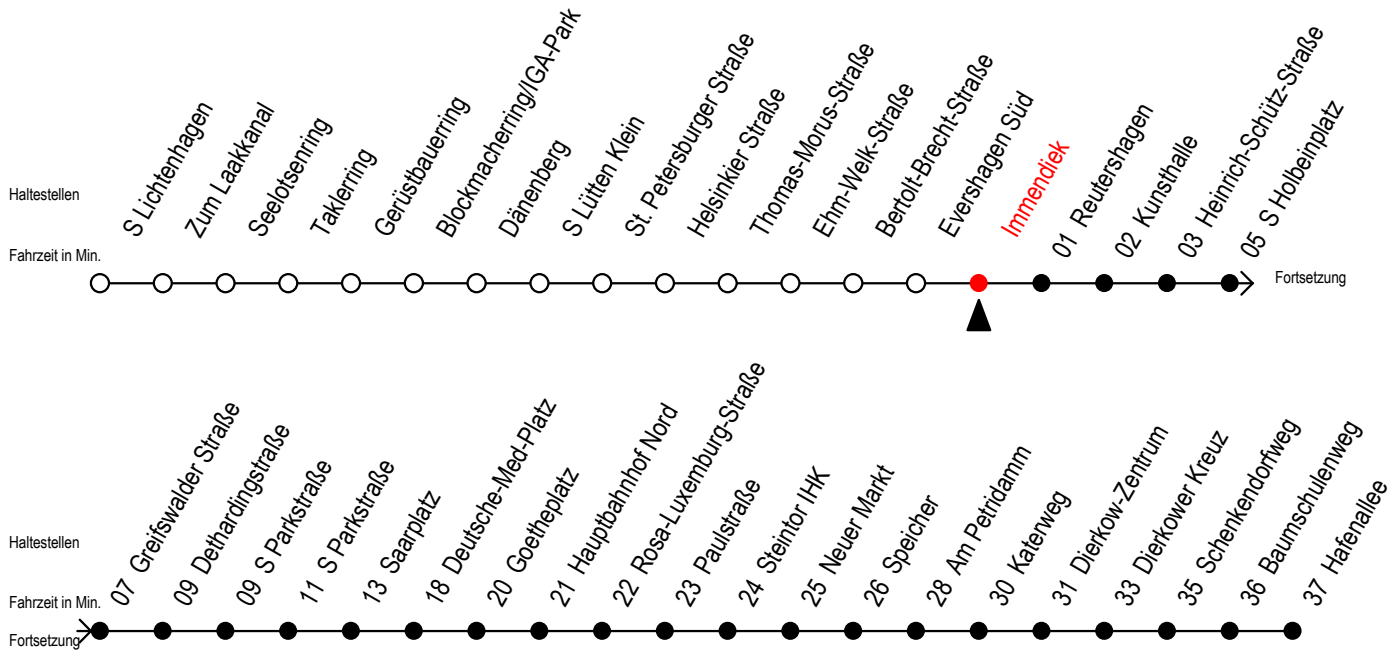 Haltestellen
Fahrzeit in Min.
S Lichtenhagen
Zum Laakkanal
Seelotsenring
Taklerring
Gerüstbauerring
Blockmacherring/IGA-Park
Dänenberg
S Lütten Klein
St. Petersburger Straße
Helsinkier Straße
Thomas-Morus-Straße
Ehm-Welk-Straße
Bertolt-Brecht-Straße
Evershagen Süd
Immendiek
01 Reutershagen
02 Kunsthalle
03 Heinrich-Schütz-Straße
05 S Holbeinplatz
Fortsetzung
Haltestellen
Fahrzeit in Min.
Fortsetzung
07 Greifswalder Straße
09 Dethardingstraße
09 S Parkstraße
11 S Parkstraße
13 Saarplatz
18 Deutsche-Med-Platz
20 Goetheplatz
21 Hauptbahnhof Nord
22 Rosa-Luxemburg-Straße
23 Paulstraße
24 Steintor IHK
25 Neuer Markt
26 Speicher
28 Am Petridamm
30 Katenweg
31 Dierkow-Zentrum
33 Dierkower Kreuz
35 Schenkendorfweg
36 Baumschulenweg
37 Hafenallee